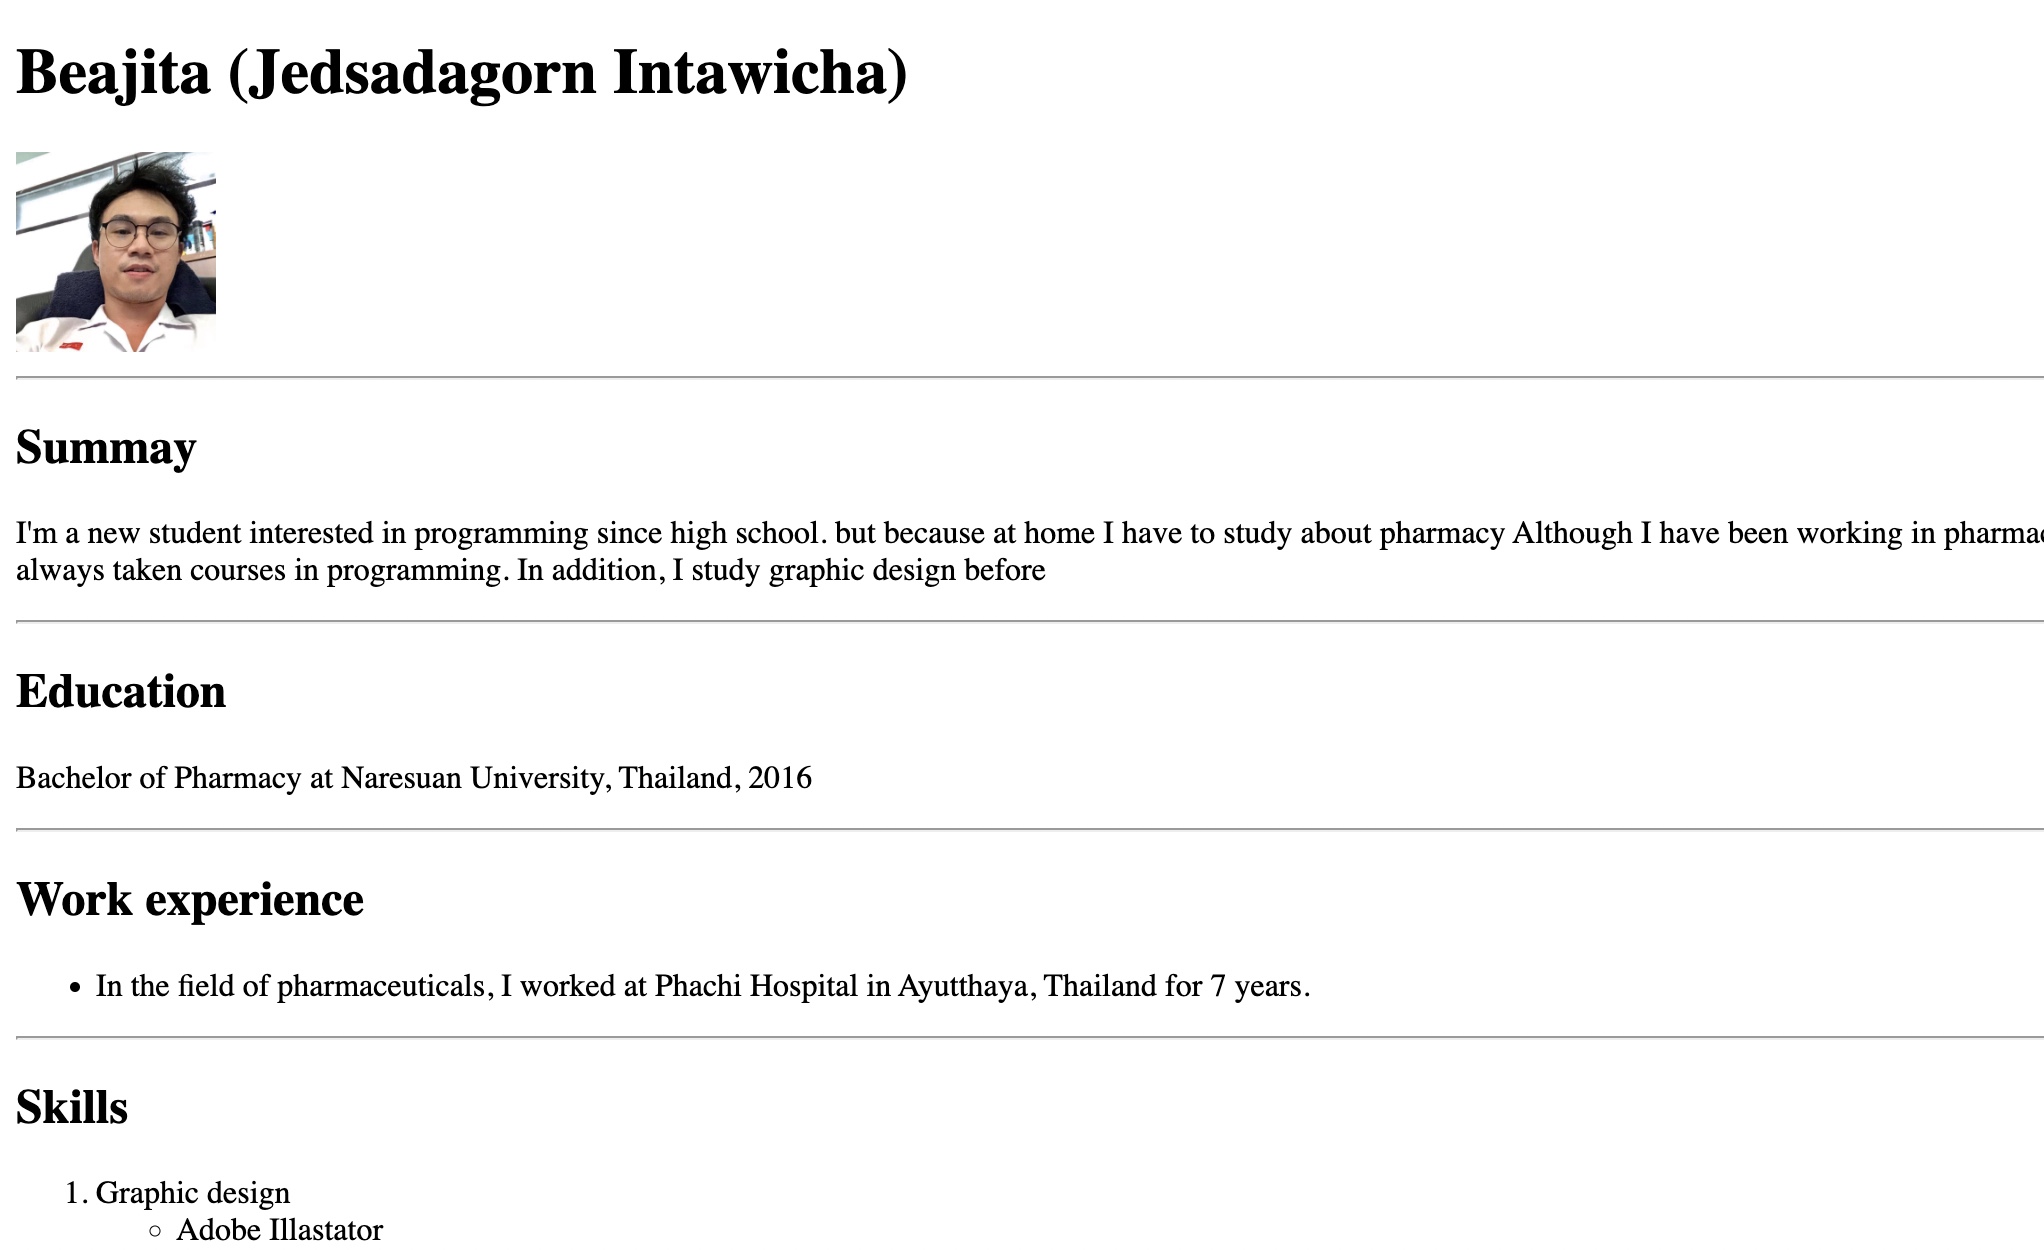 Beajita (Jedsadagorn Intawicha)
Summay
I'm a new student interested in programming since high school. but because at home I have to study about pharmacy Although I have been working in
always taken courses in programming. In addition, I study graphic design before
Education
Bachelor of Pharmacy at Naresuan University, Thailand, 2016
Work experience
• In the field of pharmaceuticals, I worked at Phachi Hospital in Ayutthaya, Thailand for 7 years.
Skills
1. Graphic design
○ Adobe Illastator